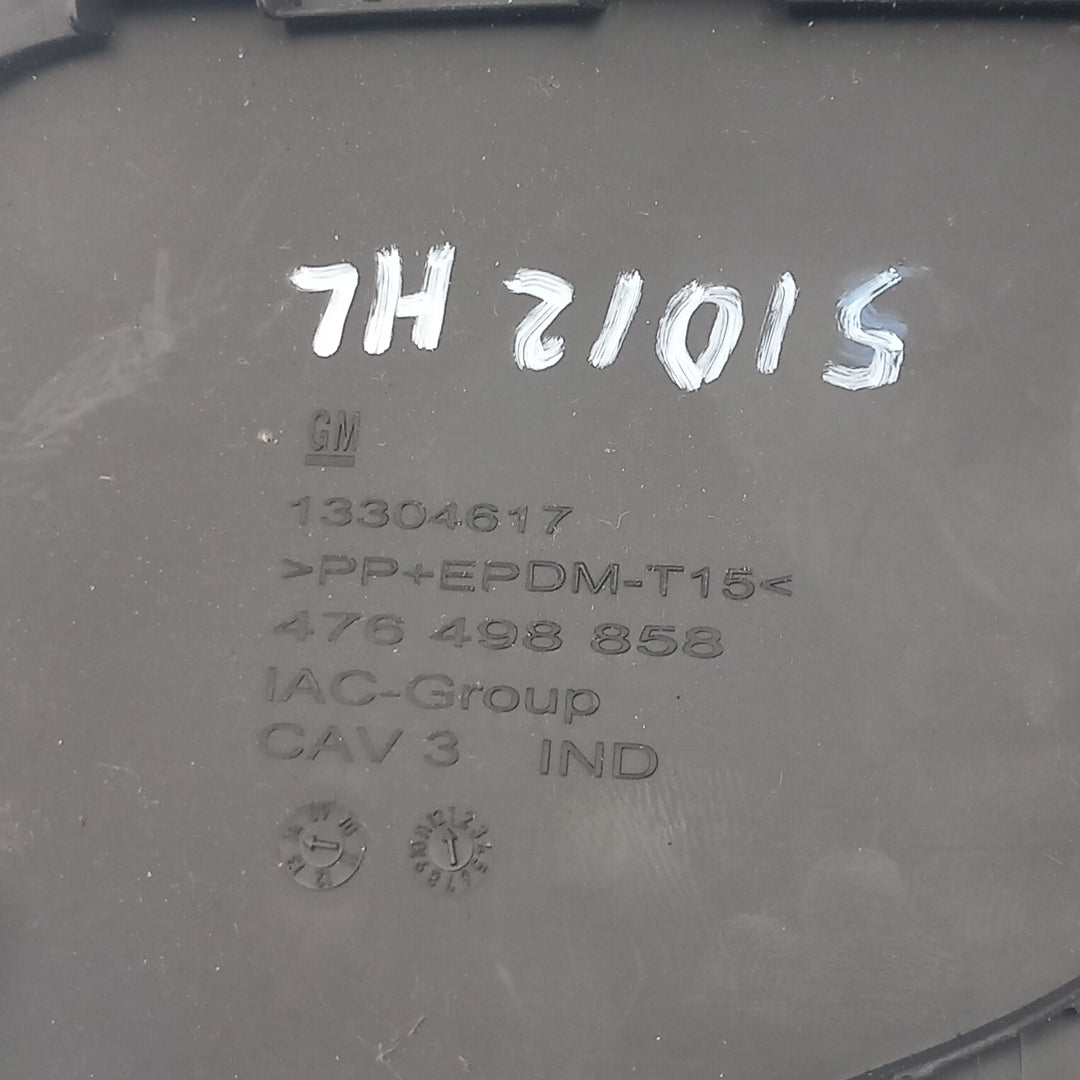 7H 21015
GM
13304617
>PP+EPDM-T15<
476 498 858
IAC-Group
CAV 3 IND